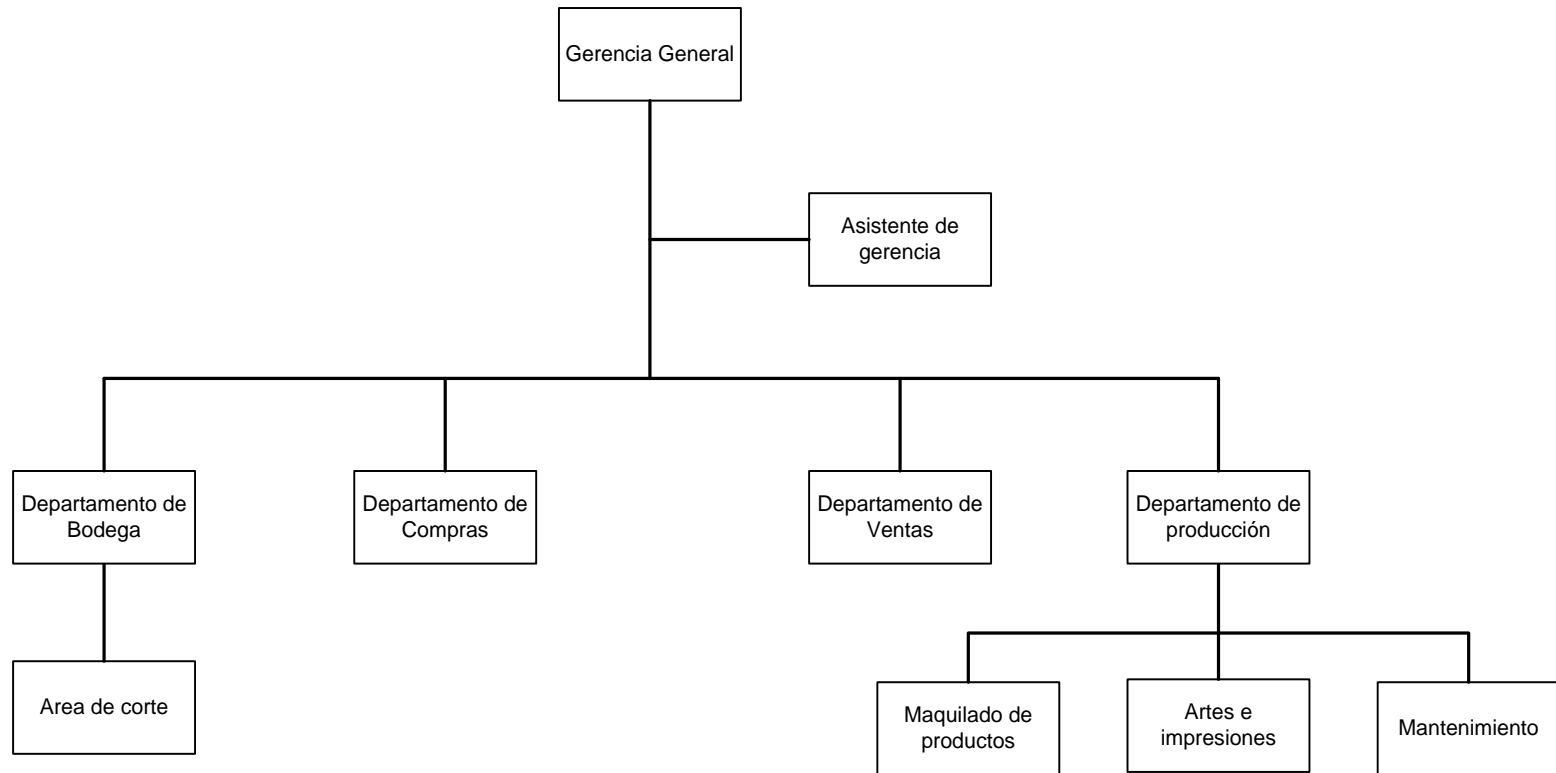 Gerencia General
Asistente de
gerencia
Departamento de
Bodega
Departamento de
Compras
Departamento de
Ventas
Departamento de
producción
Area de corte
Maquilado de
productos
Artes e
impresiones
Mantenimiento